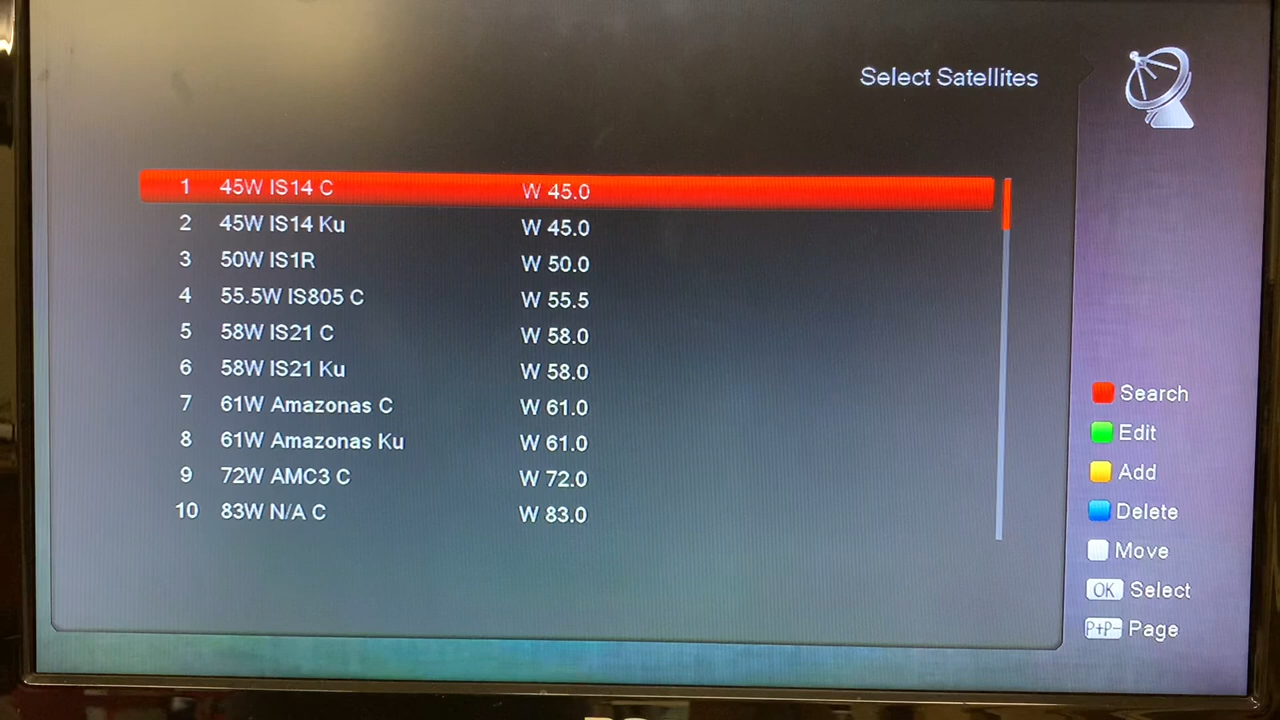 Select Satellites
1 45W IS14 C W 45.0
2 45W IS14 Ku W 45.0
3 50W IS1R W 50.0
4 55.5W IS805 C W 55.5
5 58W IS21 C W 58.0
6 58W IS21 Ku W 58.0
7 61W Amazonas C W 61.0
8 61W Amazonas Ku W 61.0
9 72W AMC3 C W 72.0
10 83W N/A C W 83.0
Search
Edit
Add
Delete
Move
OK Select
P+P- Page